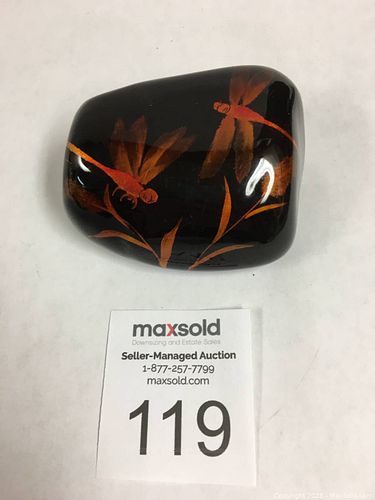 maxsold
Downsizing and Estate Sales
Seller-Managed Auction
1-877-257-7799
maxsold.com
119